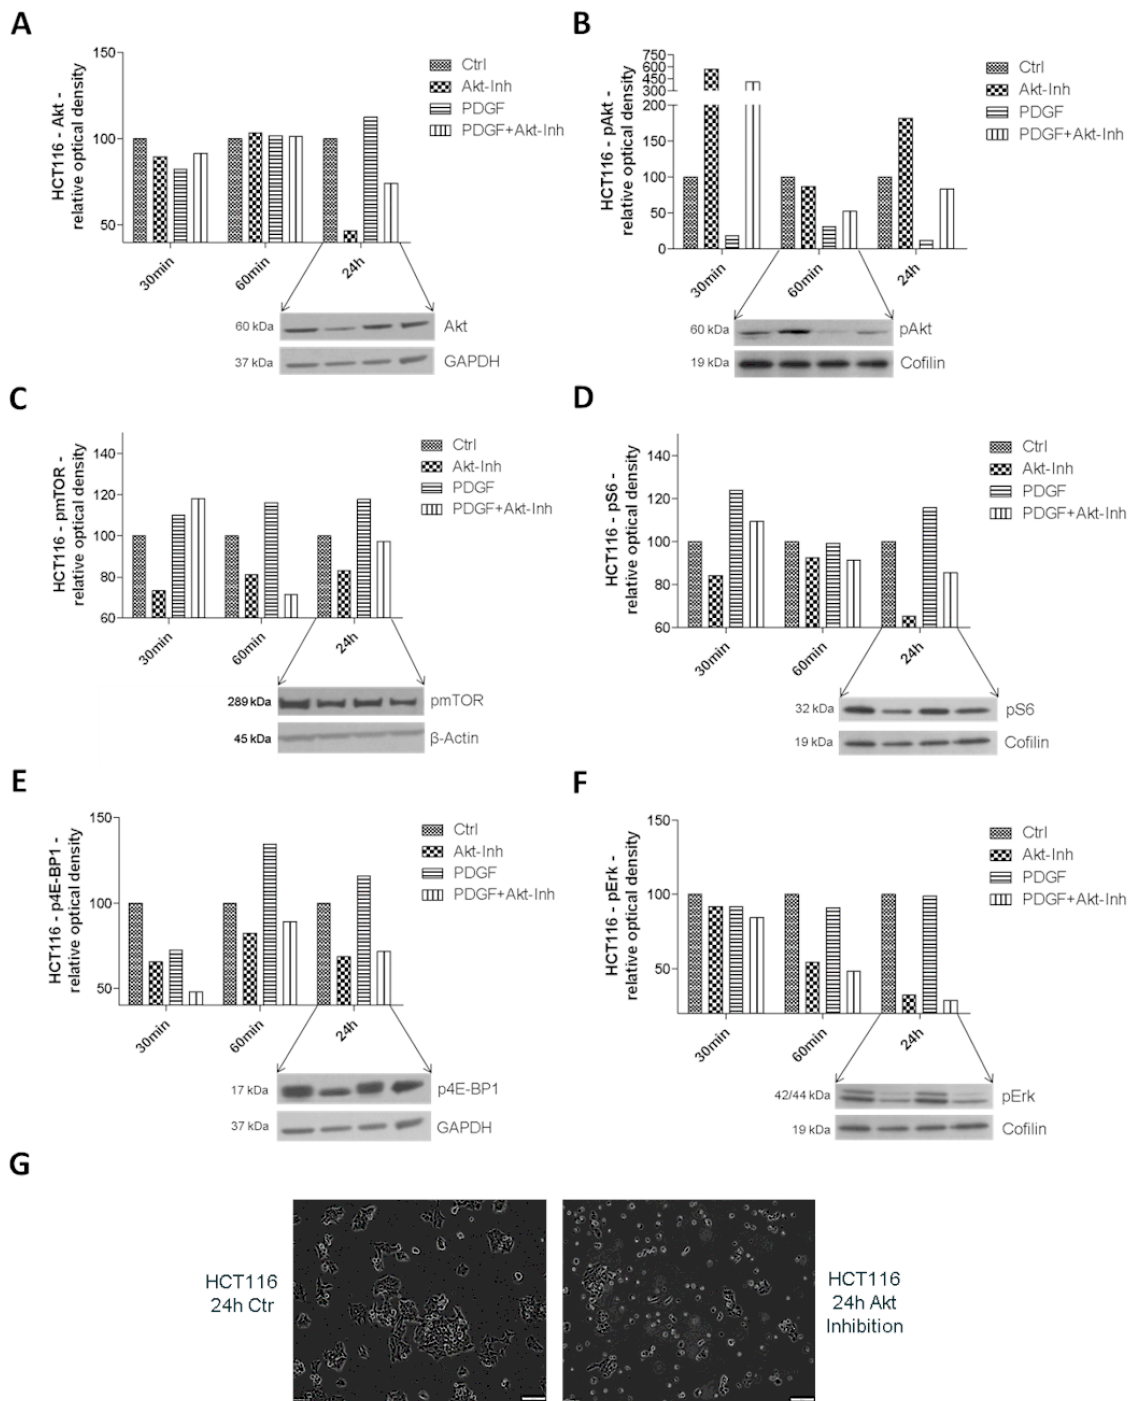 A
HCT116 - Akt -
relative optical density
150
100
50
30min
60min
24h
Ctrl
Akt-Inh
PDGF
PDGF+Akt-Inh
60 kDa
Akt
37 kDa
GAPDH
B
HCT116 - pAkt -
relative optical density
750
600
450
300
200
150
100
50
0
30min
60min
24h
Ctrl
Akt-Inh
PDGF
PDGF+Akt-Inh
60 kDa
pAkt
19 kDa
Cofilin
C
HCT116 - pmTOR -
relative optical density
140
120
100
80
60
30min
60min
24h
Ctrl
Akt-Inh
PDGF
PDGF+Akt-Inh
289 kDa
pmTOR
45 kDa
β-Actin
D
HCT116 - pS6 -
relative optical density
140
120
100
80
60
30min
60min
24h
Ctrl
Akt-Inh
PDGF
PDGF+Akt-Inh
32 kDa
pS6
19 kDa
Cofilin
E
HCT116 - p4E-BP1 -
relative optical density
150
100
50
30min
60min
24h
Ctrl
Akt-Inh
PDGF
PDGF+Akt-Inh
17 kDa
p4E-BP1
37 kDa
GAPDH
F
HCT116 - pErk -
relative optical density
150
100
50
30min
60min
24h
Ctrl
Akt-Inh
PDGF
PDGF+Akt-Inh
42/44 kDa
pErk
19 kDa
Cofilin
G
HCT116
24h Ctr
HCT116
24h Akt
Inhibition